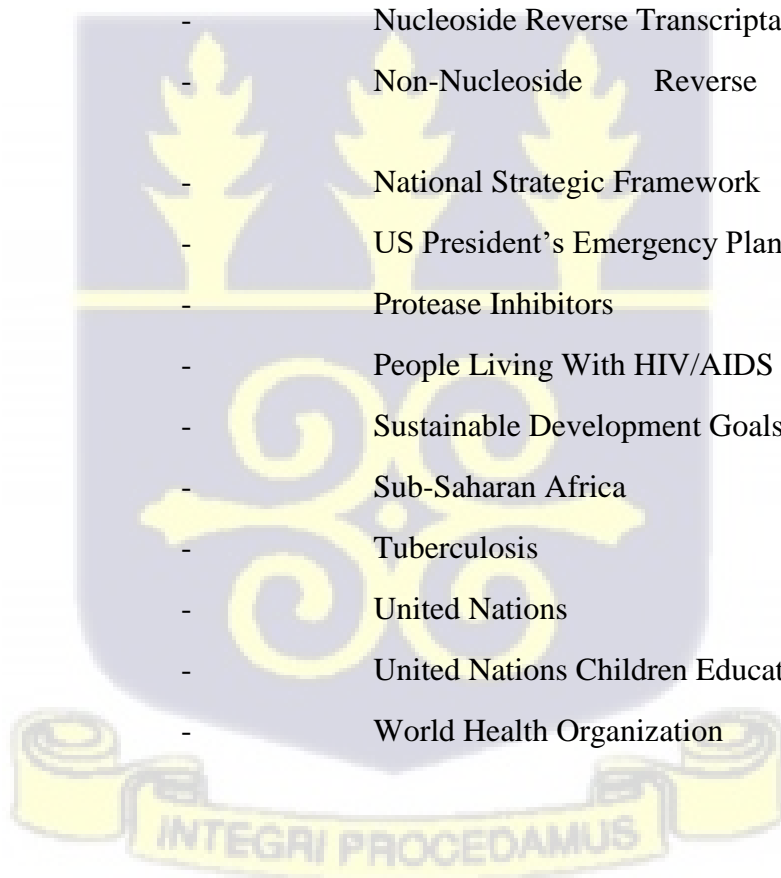 - Nucleoside Reverse Transcripta
- Non-Nucleoside Reverse
- National Strategic Framework
- US President’s Emergency Plan
- Protease Inhibitors
- People Living With HIV/AIDS
- Sustainable Development Goals
- Sub-Saharan Africa
- Tuberculosis
- United Nations
- United Nations Children Educat
- World Health Organization
INTEGRI PROCEDAMUS